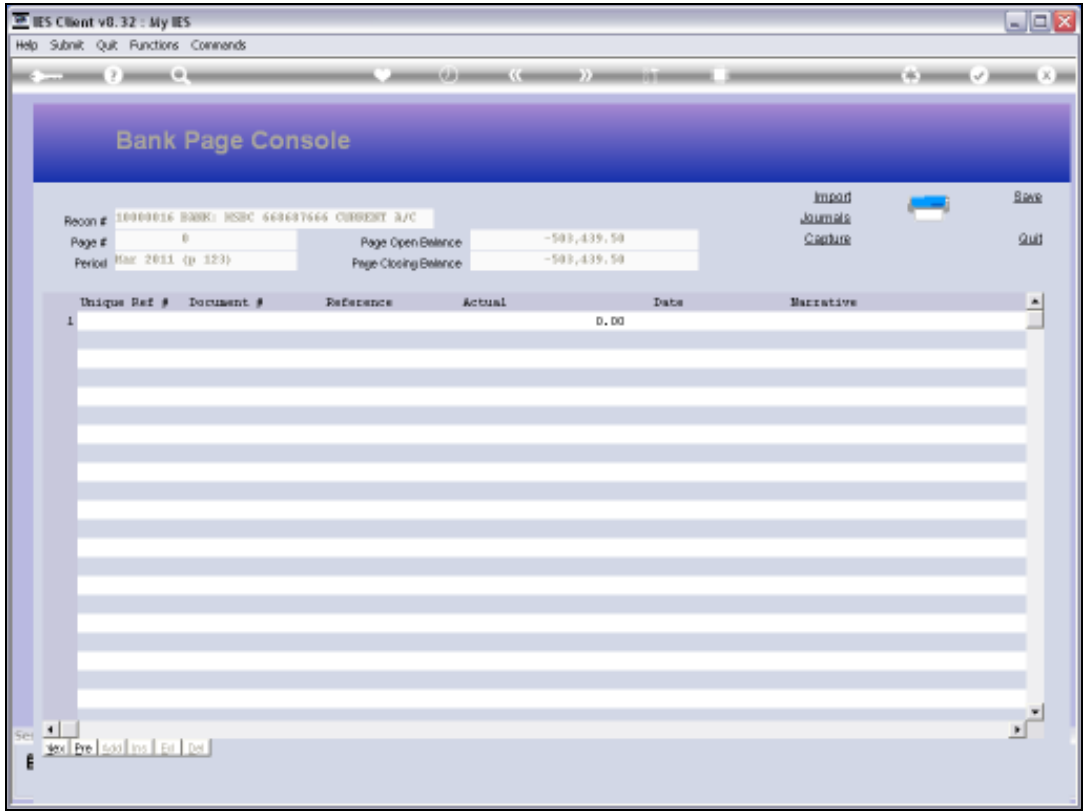 IES Client v8.32 : My IES
Help Submit Quit Functions Commands
Bank Page Console
Import Save
Recon # 10000016 BANK: HSBC 668687666 CURRENT A/C Journals
Page # 0 Page Open Balance -503,439.50 Capture Quit
Period Mar 2011 (p 123) Page Closing Balance -503,439.50
Unique Ref # Document # Reference Actual Date Narrative
1 0.00
Nex Pre Add Ins Del